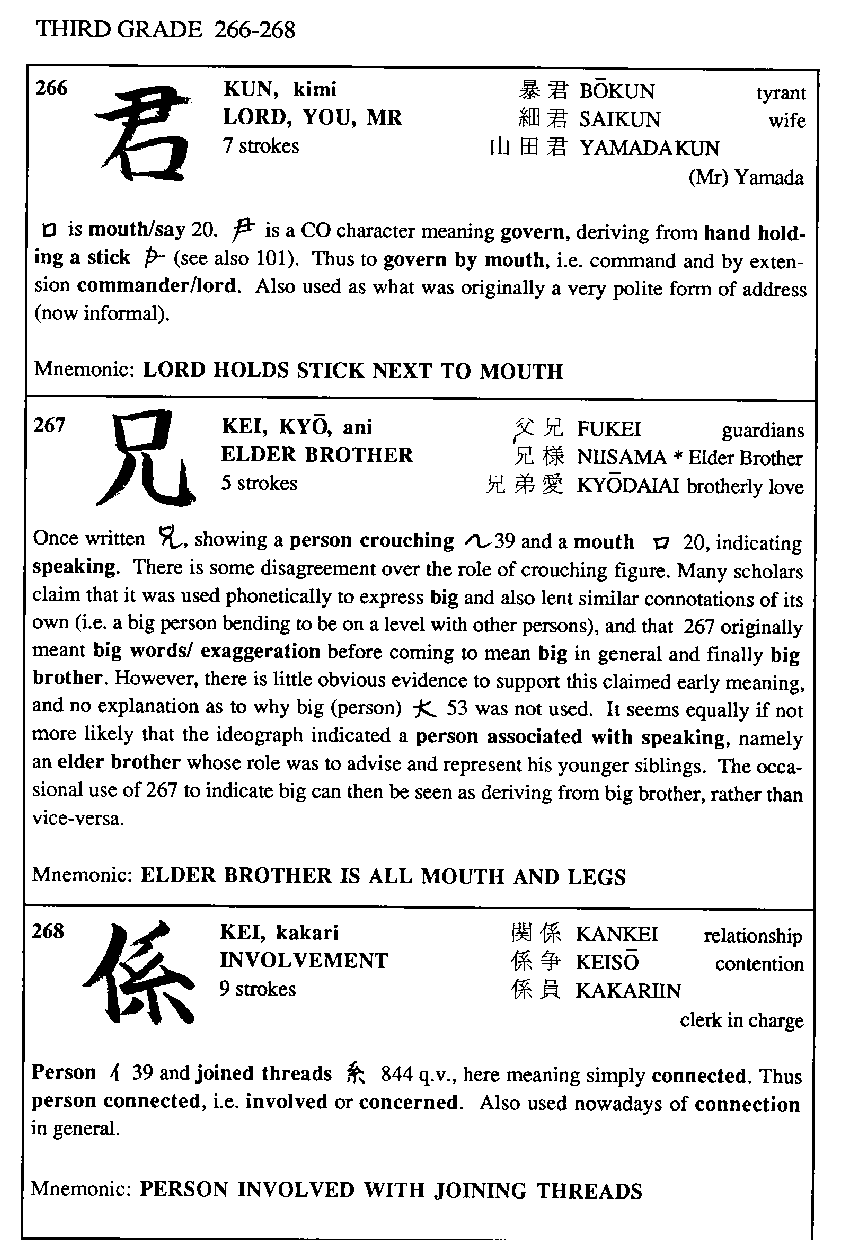 THIRD GRADE 266-268
266 君 KUN, kimi 暴君 BŌKUN tyrant
LORD, YOU, MR 細君 SAIKUN wife
7 strokes 山田君 YAMADAKUN
(Mr) Yamada
口 is mouth/say 20. 尹 is a CO character meaning govern, deriving from hand hold-
ing a stick (see also 101). Thus to govern by mouth, i.e. command and by exten-
sion commander/lord. Also used as what was originally a very polite form of address
(now informal).
Mnemonic: LORD HOLDS STICK NEXT TO MOUTH
267 兄 KEI, KYŌ, ani 父兄 FUKEI guardians
ELDER BROTHER 兄様 NIISAMA * Elder Brother
5 strokes 兄弟愛 KYŌDAIAI brotherly love
Once written , showing a person crouching 39 and a mouth 20, indicating
speaking. There is some disagreement over the role of crouching figure. Many scholars
claim that it was used phonetically to express big and also lent similar connotations of its
own (i.e. a big person bending to be on a level with other persons), and that 267 originally
meant big words/ exaggeration before coming to mean big in general and finally big
brother. However, there is little obvious evidence to support this claimed early meaning,
and no explanation as to why big (person) 大 53 was not used. It seems equally if not
more likely that the ideograph indicated a person associated with speaking, namely
an elder brother whose role was to advise and represent his younger siblings. The occa-
sional use of 267 to indicate big can then be seen as deriving from big brother, rather than
vice-versa.
Mnemonic: ELDER BROTHER IS ALL MOUTH AND LEGS
268 係 KEI, kakari 関係 KANKEI relationship
INVOLVEMENT 係争 KEISŌ contention
9 strokes 係員 KAKARIIN
clerk in charge
Person 亻 39 and joined threads 系 844 q.v., here meaning simply connected. Thus
person connected, i.e. involved or concerned. Also used nowadays of connection
in general.
Mnemonic: PERSON INVOLVED WITH JOINING THREADS